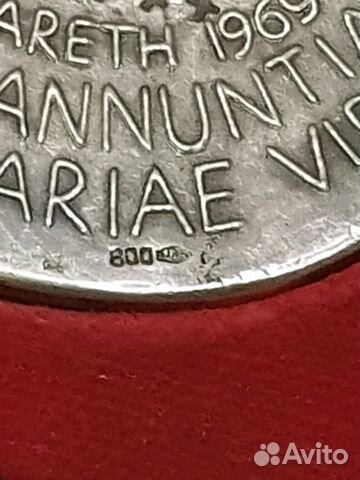 ARETH 1969
ANNUNTI
ARIAE VI
800
Avito